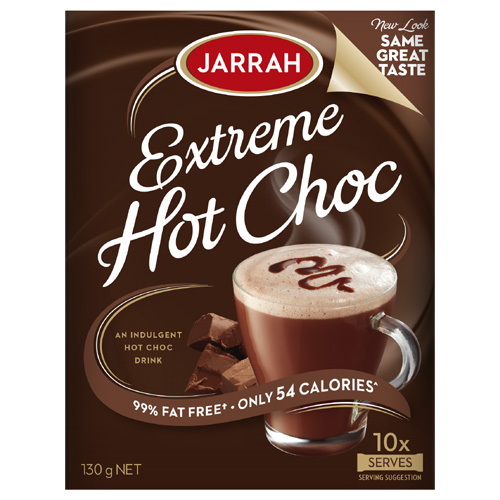 New Look
SAME
GREAT
TASTE
JARRAH
Extreme
Hot Choc
AN INDULGENT
HOT CHOC
DRINK
99% FAT FREE† • ONLY 54 CALORIES^
130g NET
10x
SERVES
SERVING SUGGESTION